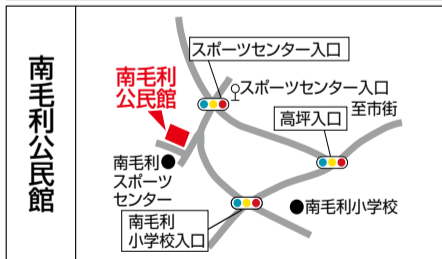 南毛利公民館
スポーツセンター入口
南毛利
公民館
スポーツセンター入口
至市街
高坪入口
南毛利
スポーツ
センター
南毛利
小学校入口
南毛利小学校